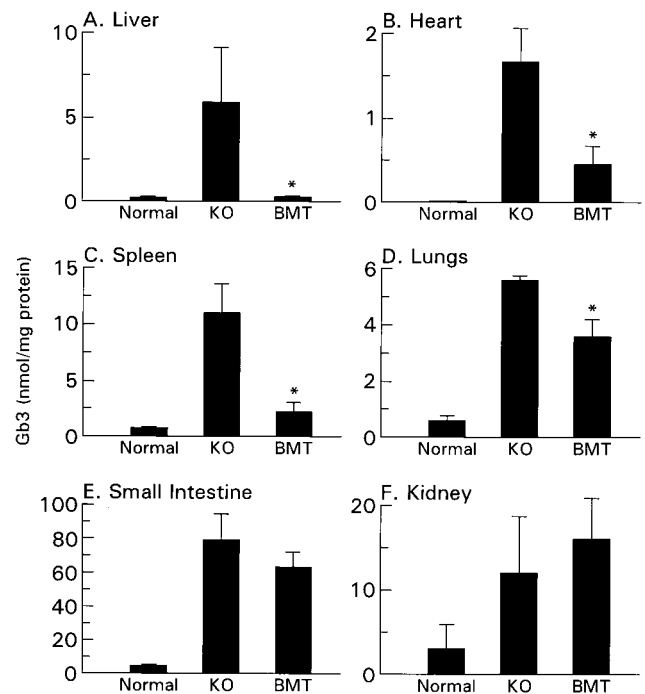 Gb3 (nmol/mg protein)
A. Liver
10
5
0
*
Normal KO BMT
B. Heart
2
1
0
*
Normal KO BMT
C. Spleen
15
10
5
0
*
Normal KO BMT
D. Lungs
6
4
2
0
*
Normal KO BMT
E. Small Intestine
100
80
60
40
20
0
Normal KO BMT
F. Kidney
20
10
0
Normal KO BMT